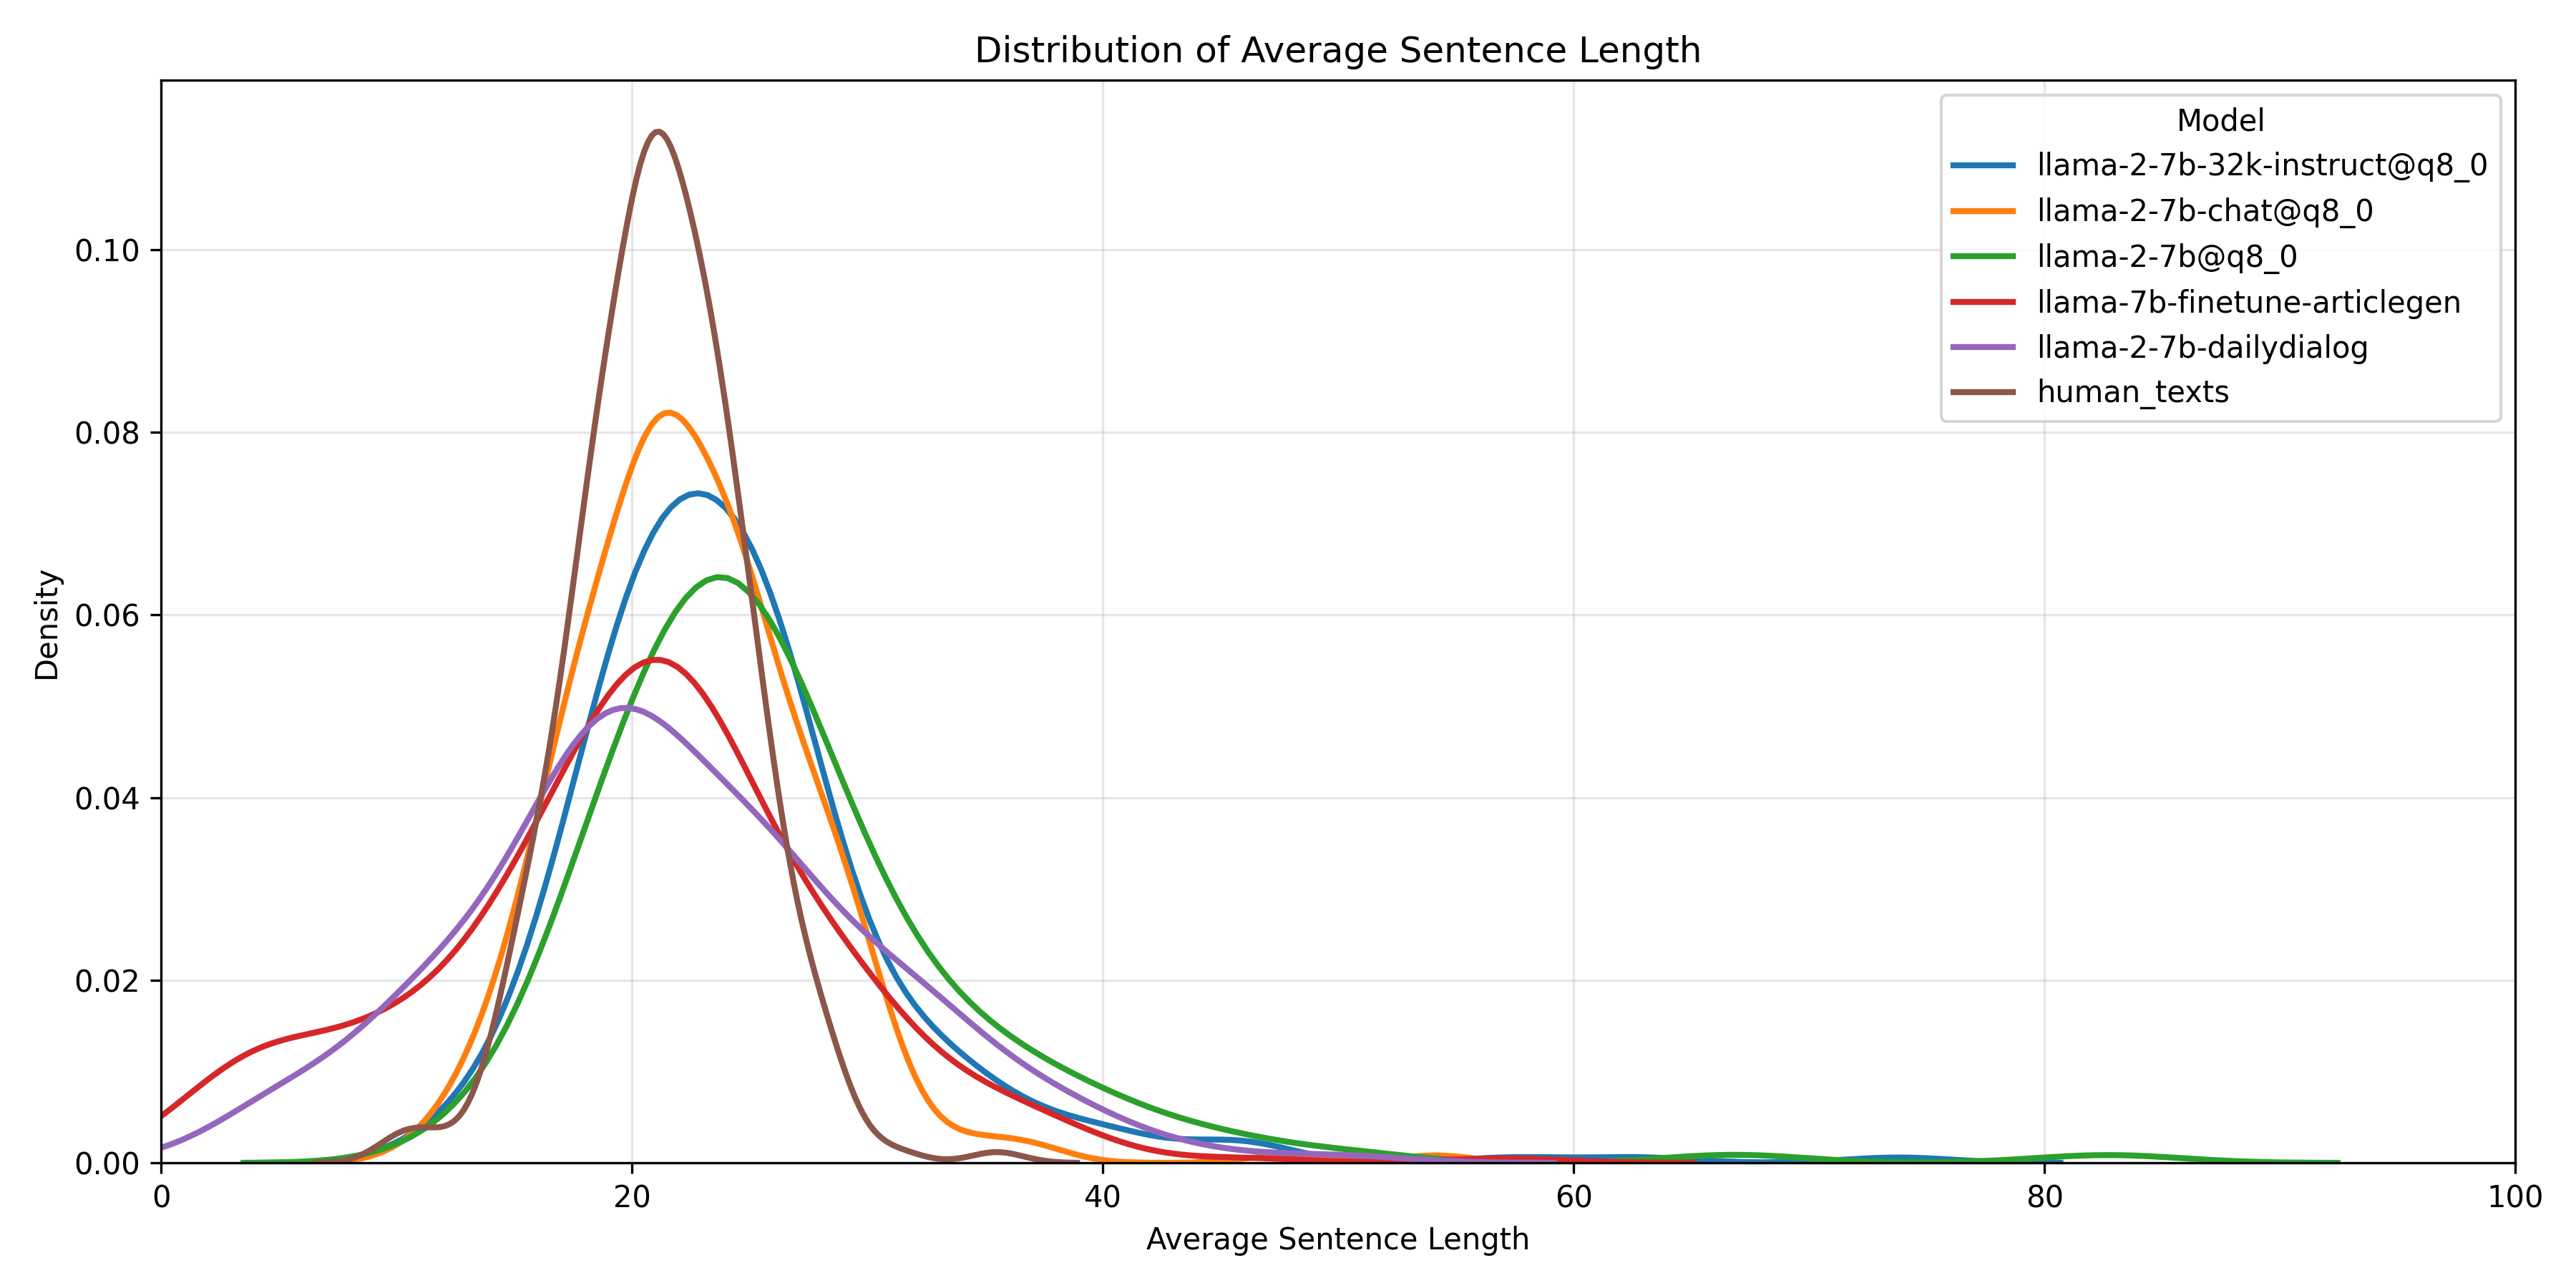 Distribution of Average Sentence Length
Model
llama-2-7b-32k-instruct@q8_0
llama-2-7b-chat@q8_0
llama-2-7b@q8_0
llama-7b-finetune-articlegen
llama-2-7b-dailydialog
human_texts
Density
0.10
0.08
0.06
0.04
0.02
0.00
0 20 40 60 80 100
Average Sentence Length